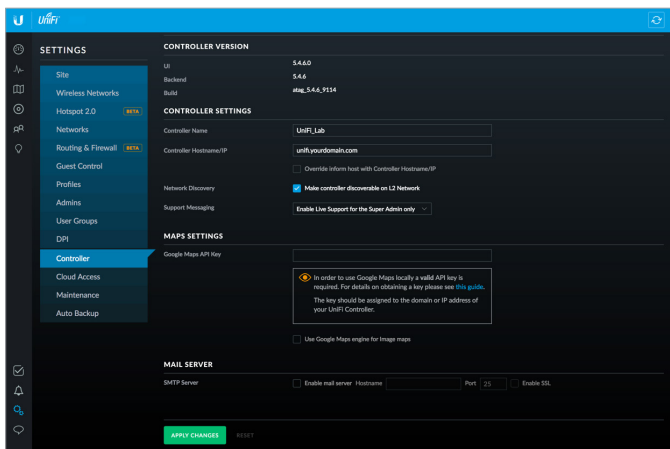 U UniFi
SETTINGS
Site
Wireless Networks
Hotspot 2.0 BETA
Networks
Routing & Firewall BETA
Guest Control
Profiles
Admins
User Groups
DPI
Controller
Cloud Access
Maintenance
Auto Backup
CONTROLLER VERSION
UI 5.4.6.0
Backend 5.4.6
Build atag_5.4.6_9114
CONTROLLER SETTINGS
Controller Name UniFi_Lab
Controller Hostname/IP unifi.yourdomain.com
Override inform host with Controller Hostname/IP
Network Discovery Make controller discoverable on L2 Network
Support Messaging Enable Live Support for the Super Admin only
MAPS SETTINGS
Google Maps API Key
In order to use Google Maps locally a valid API key is
required. For details on obtaining a key please see this guide.
The key should be assigned to the domain or IP address of
your UniFi Controller.
Use Google Maps engine for Image maps
MAIL SERVER
SMTP Server Enable mail server Hostname Port 25 Enable SSL
APPLY CHANGES RESET